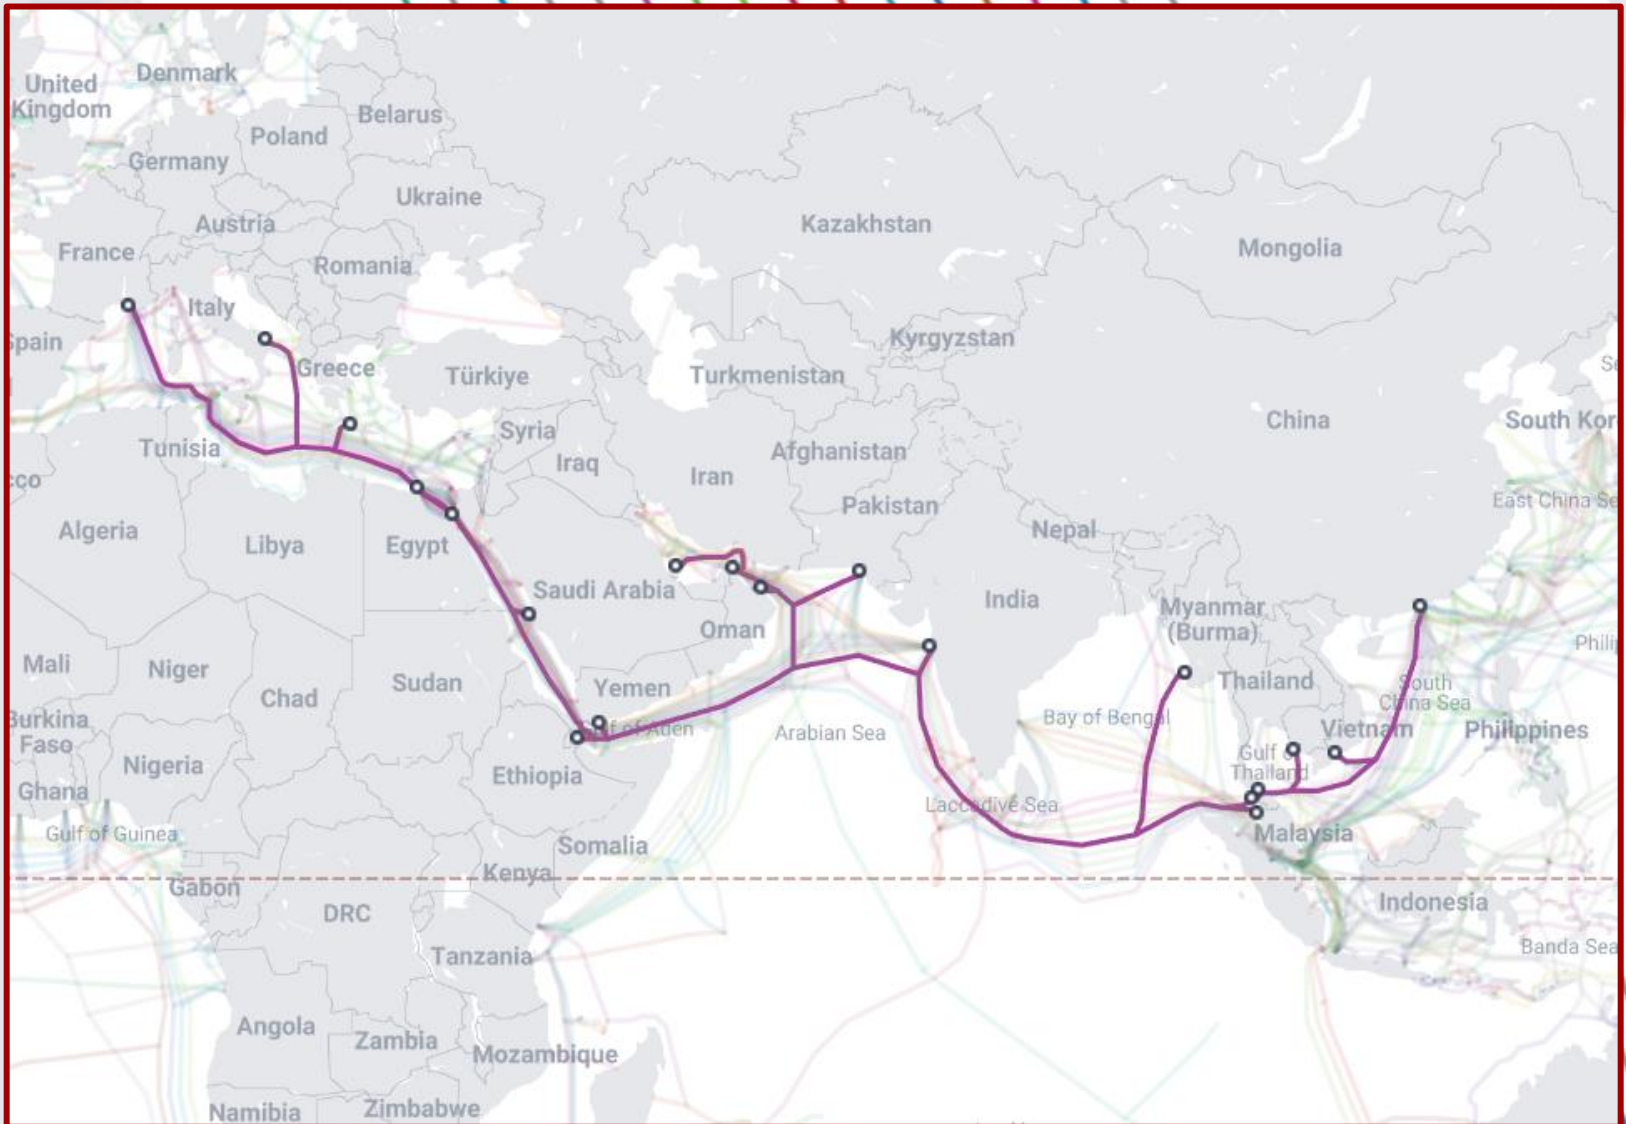 United
Kingdom
Denmark
Belarus
Poland
Germany
Ukraine
Austria
Kazakhstan
Mongolia
France
Romania
Italy
Spain
Kyrgyzstan
Greece
Türkiye
Turkmenistan
China
South Kor
Tunisia
Syria
Iraq
Afghanistan
Iran
Pakistan
East China Se
Algeria
Libya
Egypt
Nepal
Saudi Arabia
India
Myanmar
(Burma)
Oman
Mali
Niger
Chad
Sudan
Yemen
Thailand
South
China Sea
Burkina
Faso
Gulf of Aden
Arabian Sea
Bay of Bengal
Vietnam
Philippines
Nigeria
Ethiopia
Gulf of
Thailand
Ghana
Laccadive Sea
Gulf of Guinea
Somalia
Malaysia
Kenya
Gabon
DRC
Indonesia
Tanzania
Banda Sea
Angola
Zambia
Mozambique
Namibia
Zimbabwe